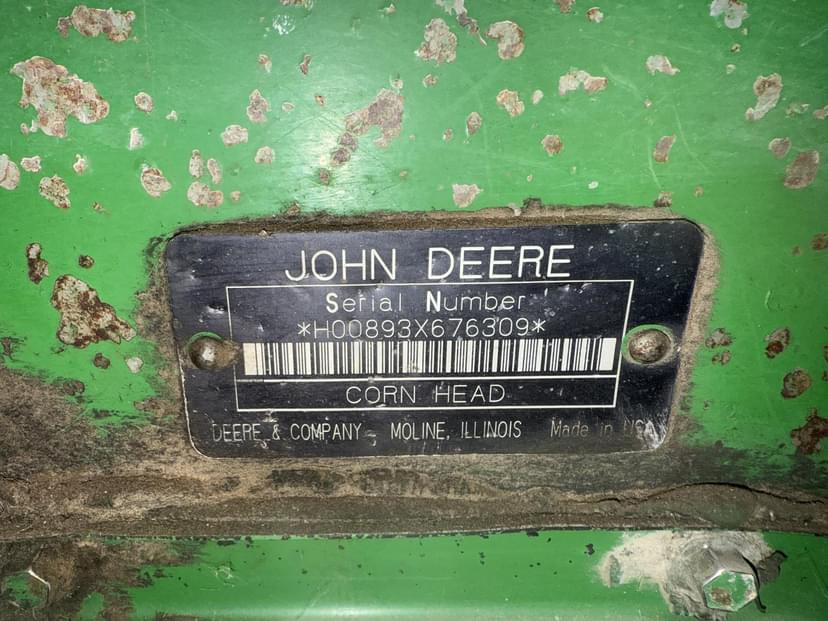 JOHN DEERE
Serial Number
*H00893X676309*
CORN HEAD
DEERE & COMPANY MOLINE, ILLINOIS Made in USA